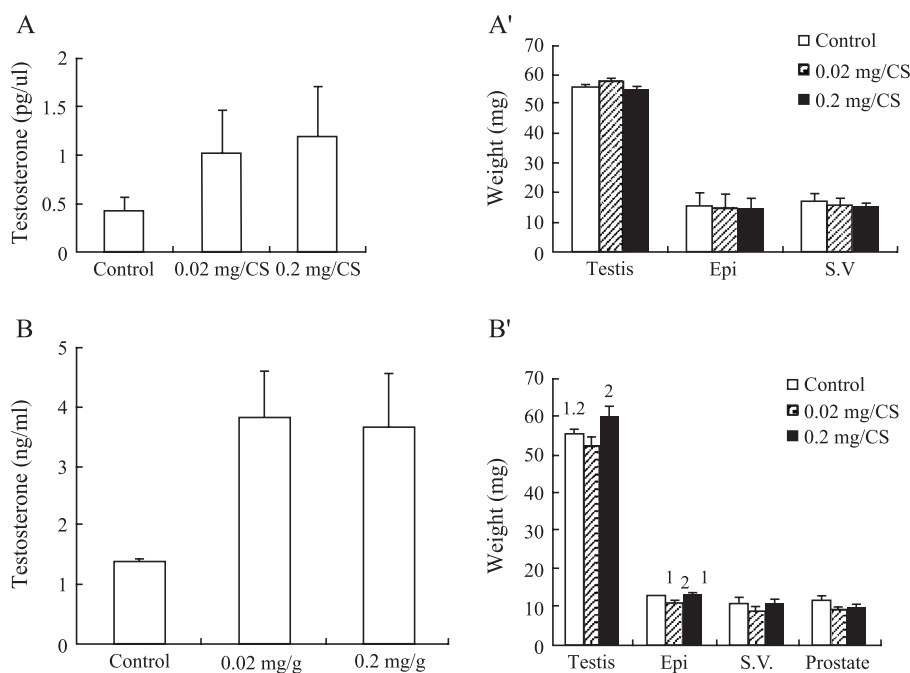 A
Testosterone (pg/ul)
2
1.5
1
0.5
0
Control 0.02 mg/CS 0.2 mg/CS
A'
Weight (mg)
70
60
50
40
30
20
10
0
Control
0.02 mg/CS
0.2 mg/CS
Testis Epi S.V
B
Testosterone (ng/ml)
5
4
3
2
1
0
Control 0.02 mg/g 0.2 mg/g
B'
Weight (mg)
70
60
50
40
30
20
10
0
1.2 2
1 2 1
Control
0.02 mg/CS
0.2 mg/CS
Testis Epi S.V. Prostate